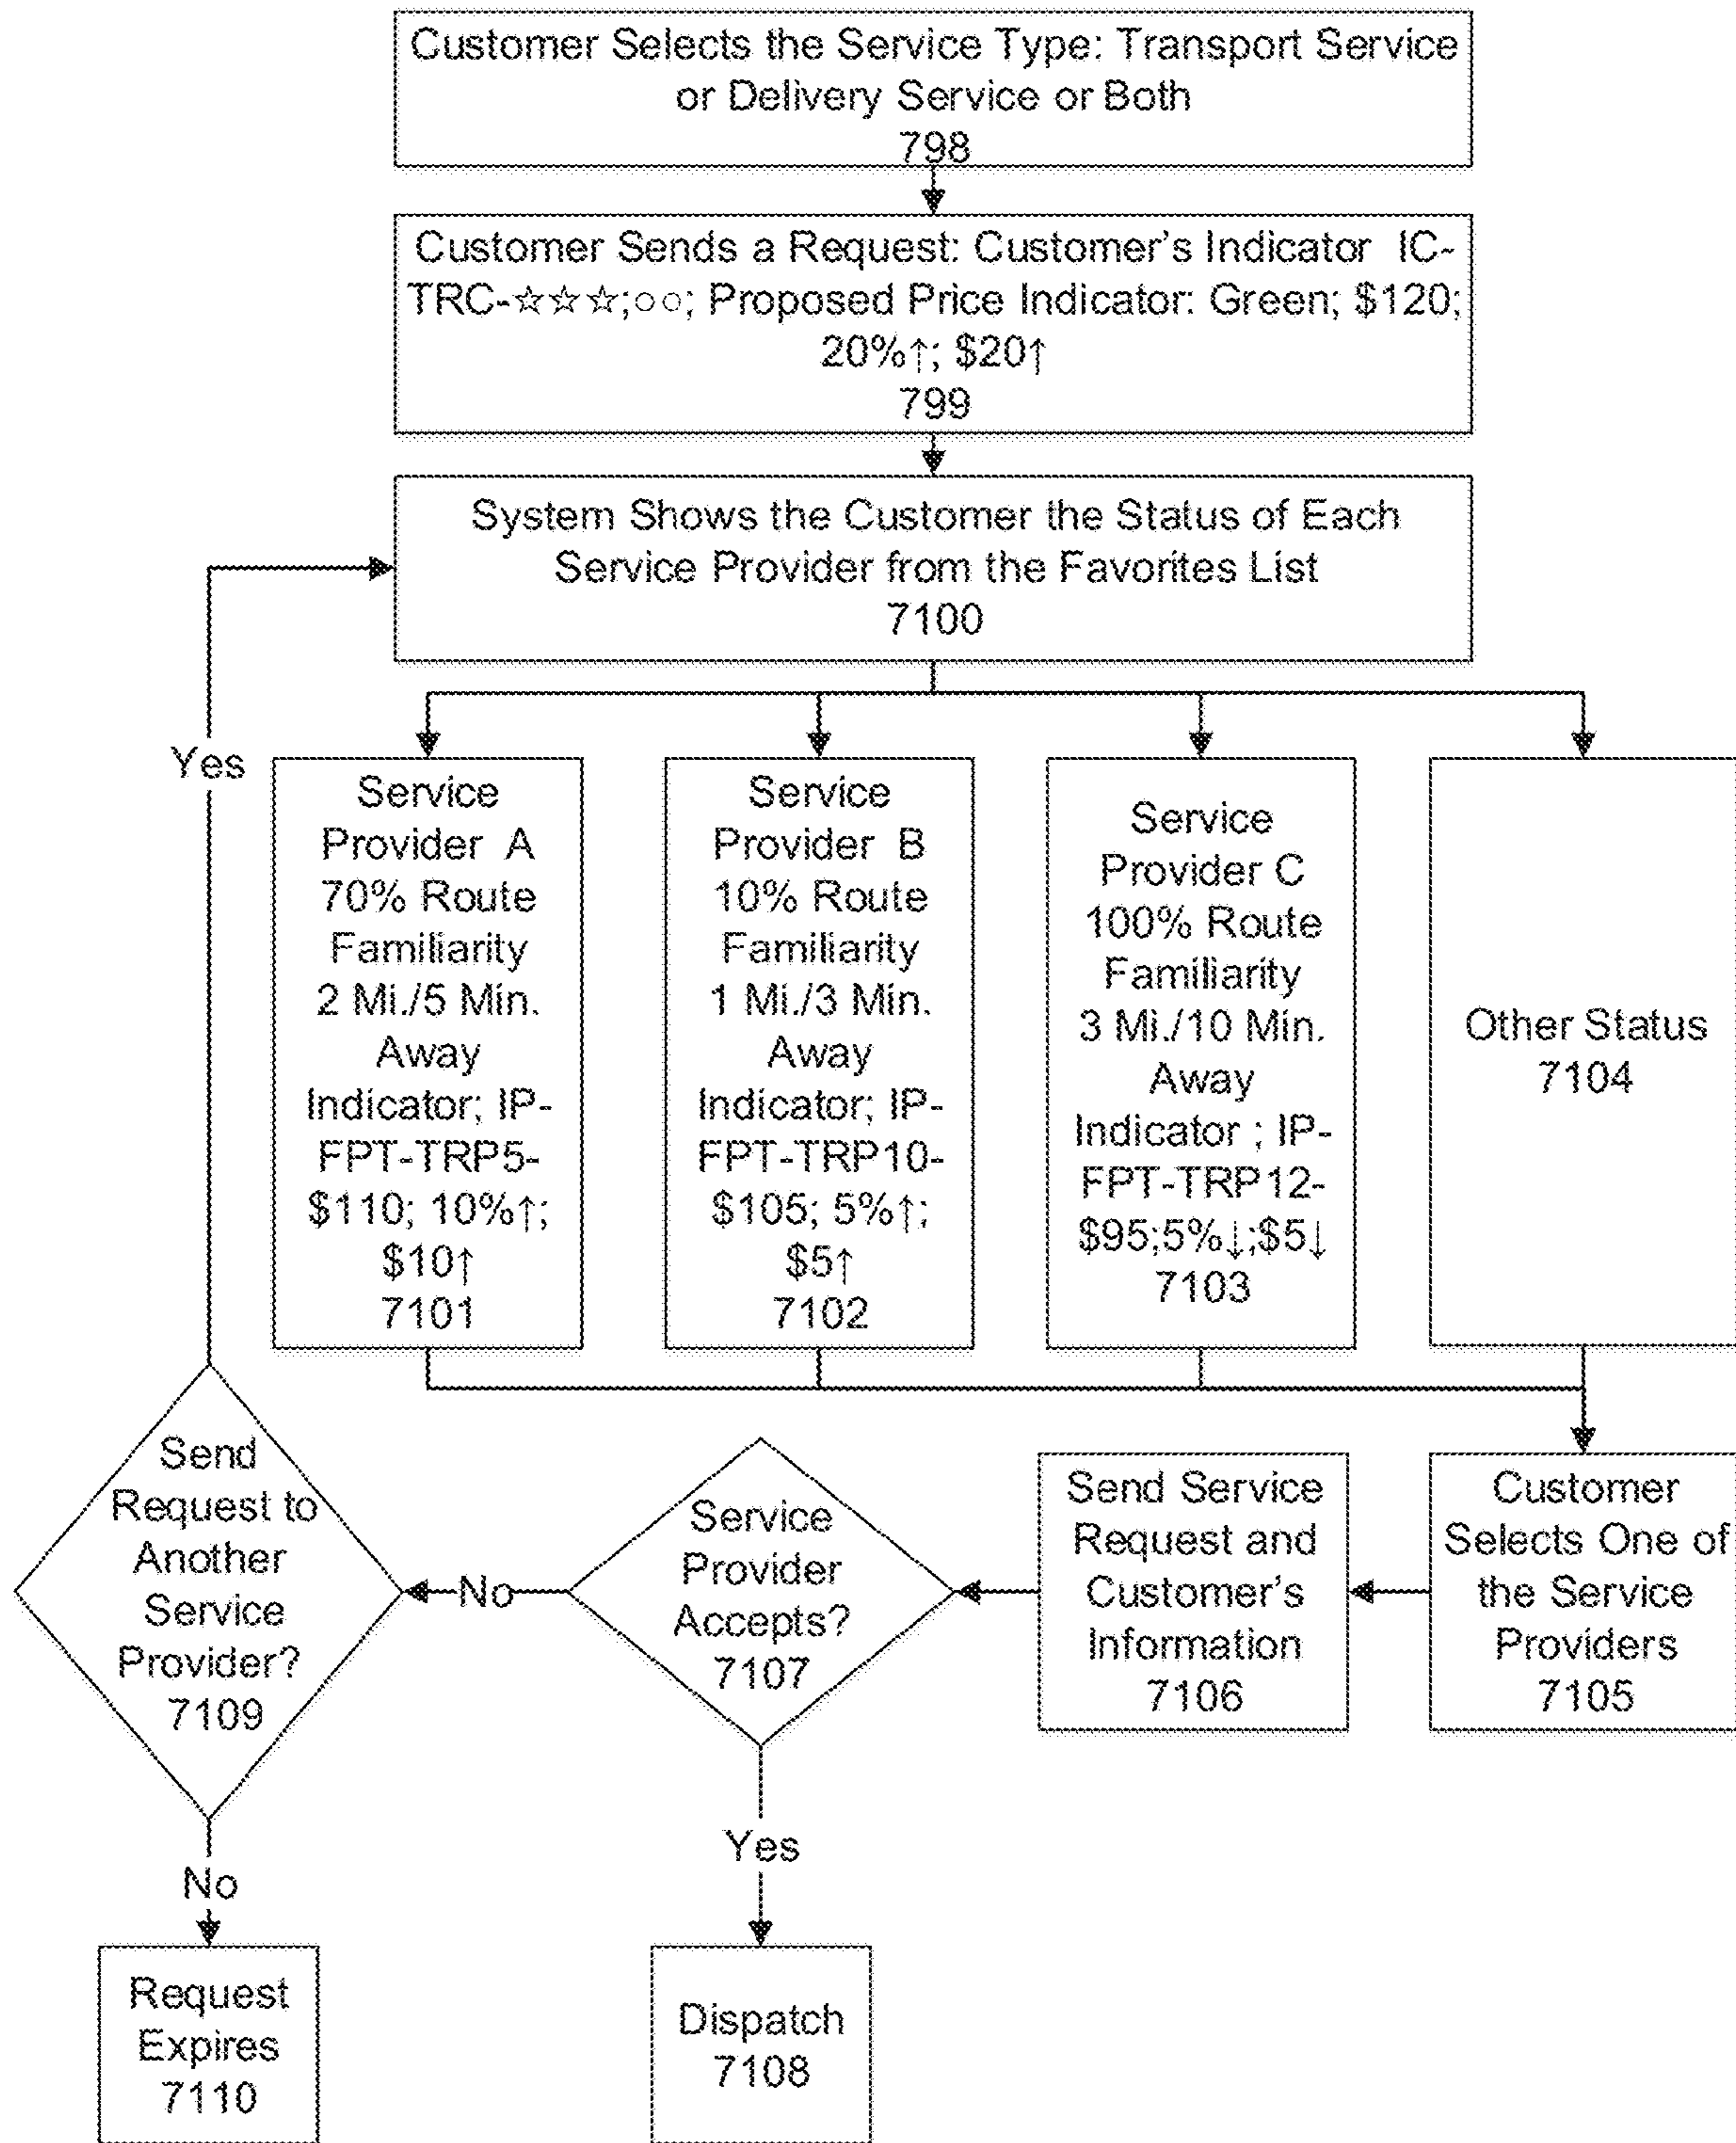 Customer Selects the Service Type: Transport Service
or Delivery Service or Both
798
Customer Sends a Request: Customer's Indicator IC-
TRC-☆☆☆;○○; Proposed Price Indicator: Green; $120;
20%↑; $20↑
799
System Shows the Customer the Status of Each
Service Provider from the Favorites List
7100
Yes
Service
Provider A
70% Route
Familiarity
2 Mi./5 Min.
Away
Indicator; IP-
FPT-TRP5-
$110; 10%↑;
$10↑
7101
Service
Provider B
10% Route
Familiarity
1 Mi./3 Min.
Away
Indicator; IP-
FPT-TRP10-
$105; 5%↑;
$5↑
7102
Service
Provider C
100% Route
Familiarity
3 Mi./10 Min.
Away
Indicator ; IP-
FPT-TRP12-
$95;5%↓;$5↓
7103
Other Status
7104
Send
Request to
Another
Service
Provider?
7109
No
Service
Provider
Accepts?
7107
Send Service
Request and
Customer's
Information
7106
Customer
Selects One of
the Service
Providers
7105
No
Yes
Request
Expires
7110
Dispatch
7108